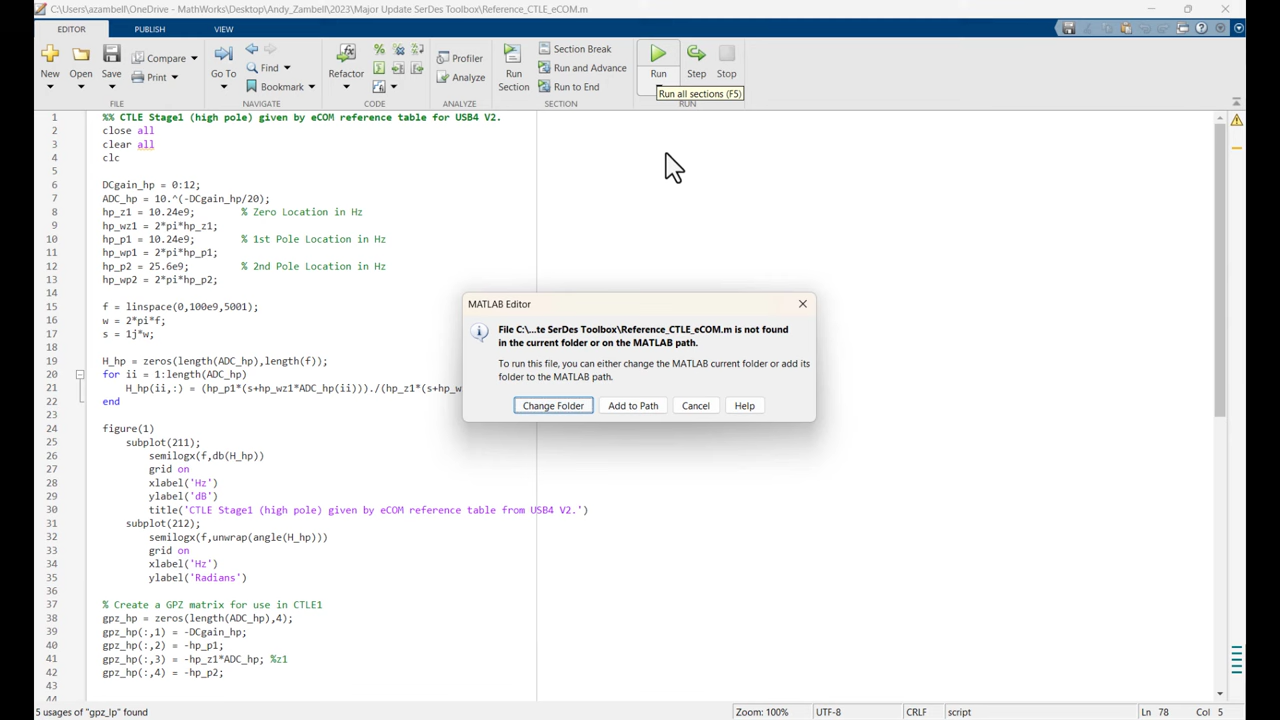 C:\Users\azambell\OneDrive - MathWorks\Desktop\Andy_Zambell\2023\Major Update SerDes Toolbox\Reference_CTLE_eCOM.m
EDITOR PUBLISH VIEW
New Open Save Compare Print
Go To Find Bookmark
Refactor
Profiler Analyze
Run Section Section Break Run and Advance Run to End
Run Step Stop
Run all sections (F5)
FILE NAVIGATE CODE ANALYZE SECTION RUN
1 %% CTLE Stage1 (high pole) given by eCOM reference table for USB4 V2.
2 close all
3 clear all
4 clc
5
6 DCgain_hp = 0:12;
7 ADC_hp = 10.^(-DCgain_hp/20);
8 hp_z1 = 10.24e9; % Zero Location in Hz
9 hp_wz1 = 2*pi*hp_z1;
10 hp_p1 = 10.24e9; % 1st Pole Location in Hz
11 hp_wp1 = 2*pi*hp_p1;
12 hp_p2 = 25.6e9; % 2nd Pole Location in Hz
13 hp_wp2 = 2*pi*hp_p2;
14
15 f = linspace(0,100e9,5001);
16 w = 2*pi*f;
17 s = 1j*w;
18
19 H_hp = zeros(length(ADC_hp),length(f));
20 for ii = 1:length(ADC_hp)
21 H_hp(ii,:) = (hp_p1*(s+hp_wz1*ADC_hp(ii)))./(hp_z1*(s+hp_w
22 end
23
24 figure(1)
25 subplot(211);
26 semilogx(f,db(H_hp))
27 grid on
28 xlabel('Hz')
29 ylabel('dB')
30 title('CTLE Stage1 (high pole) given by eCOM reference table from USB4 V2.')
31 subplot(212);
32 semilogx(f,unwrap(angle(H_hp)))
33 grid on
34 xlabel('Hz')
35 ylabel('Radians')
36
37 % Create a GPZ matrix for use in CTLE1
38 gpz_hp = zeros(length(ADC_hp),4);
39 gpz_hp(:,1) = -DCgain_hp;
40 gpz_hp(:,2) = -hp_p1;
41 gpz_hp(:,3) = -hp_z1*ADC_hp; %z1
42 gpz_hp(:,4) = -hp_p2;
43
44
MATLAB Editor
File C:\...te SerDes Toolbox\Reference_CTLE_eCOM.m is not found
in the current folder or on the MATLAB path.
To run this file, you can either change the MATLAB current folder or add its
folder to the MATLAB path.
Change Folder Add to Path Cancel Help
5 usages of "gpz_lp" found Zoom: 100% UTF-8 CRLF script Ln 78 Col 5